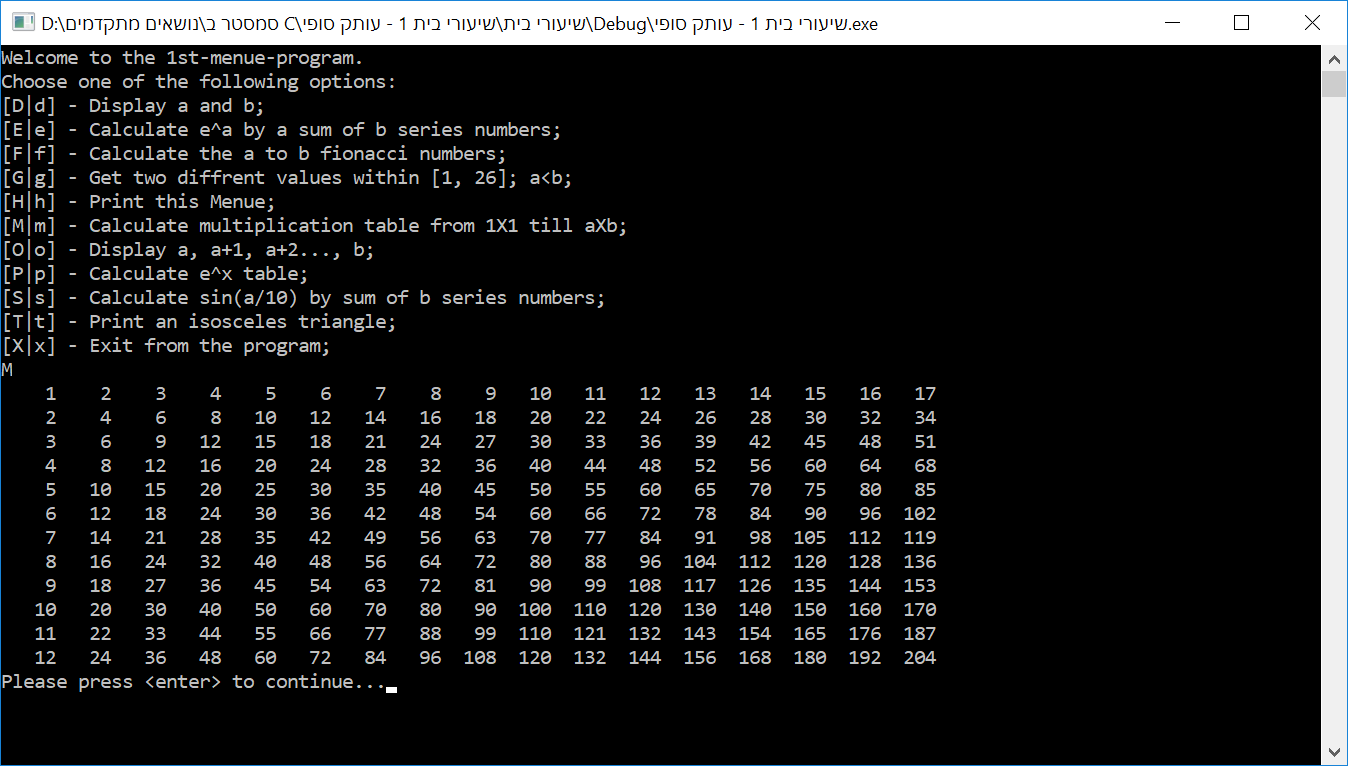 D:\סמסטר ב\נושאים מתקדמים C\שיעורי בית\שיעורי בית 1 - עותק סופי\Debug\שיעורי בית 1 - עותק סופי.exe
Welcome to the 1st-menue-program.
Choose one of the following options:
[D|d] - Display a and b;
[E|e] - Calculate e^a by a sum of b series numbers;
[F|f] - Calculate the a to b fionacci numbers;
[G|g] - Get two diffrent values within [1, 26]; a<b;
[H|h] - Print this Menue;
[M|m] - Calculate multiplication table from 1X1 till aXb;
[O|o] - Display a, a+1, a+2..., b;
[P|p] - Calculate e^x table;
[S|s] - Calculate sin(a/10) by sum of b series numbers;
[T|t] - Print an isosceles triangle;
[X|x] - Exit from the program;
M
1 2 3 4 5 6 7 8 9 10 11 12 13 14 15 16 17
2 4 6 8 10 12 14 16 18 20 22 24 26 28 30 32 34
3 6 9 12 15 18 21 24 27 30 33 36 39 42 45 48 51
4 8 12 16 20 24 28 32 36 40 44 48 52 56 60 64 68
5 10 15 20 25 30 35 40 45 50 55 60 65 70 75 80 85
6 12 18 24 30 36 42 48 54 60 66 72 78 84 90 96 102
7 14 21 28 35 42 49 56 63 70 77 84 91 98 105 112 119
8 16 24 32 40 48 56 64 72 80 88 96 104 112 120 128 136
9 18 27 36 45 54 63 72 81 90 99 108 117 126 135 144 153
10 20 30 40 50 60 70 80 90 100 110 120 130 140 150 160 170
11 22 33 44 55 66 77 88 99 110 121 132 143 154 165 176 187
12 24 36 48 60 72 84 96 108 120 132 144 156 168 180 192 204
Please press <enter> to continue...